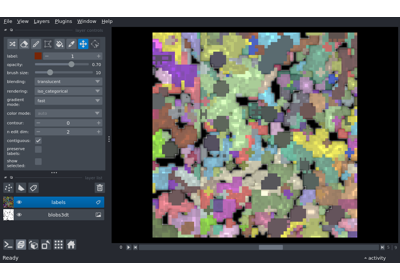 File View Layers Plugins Window Help
label: 1
opacity: 0.70
brush size: 10
blending: translucent
rendering: iso_categorical
gradient mode: fast
color mode:
contour: 0
n edit dim: 2
contiguous:
preserve labels:
show selected:
labels
blobs3dt
Ready
activity